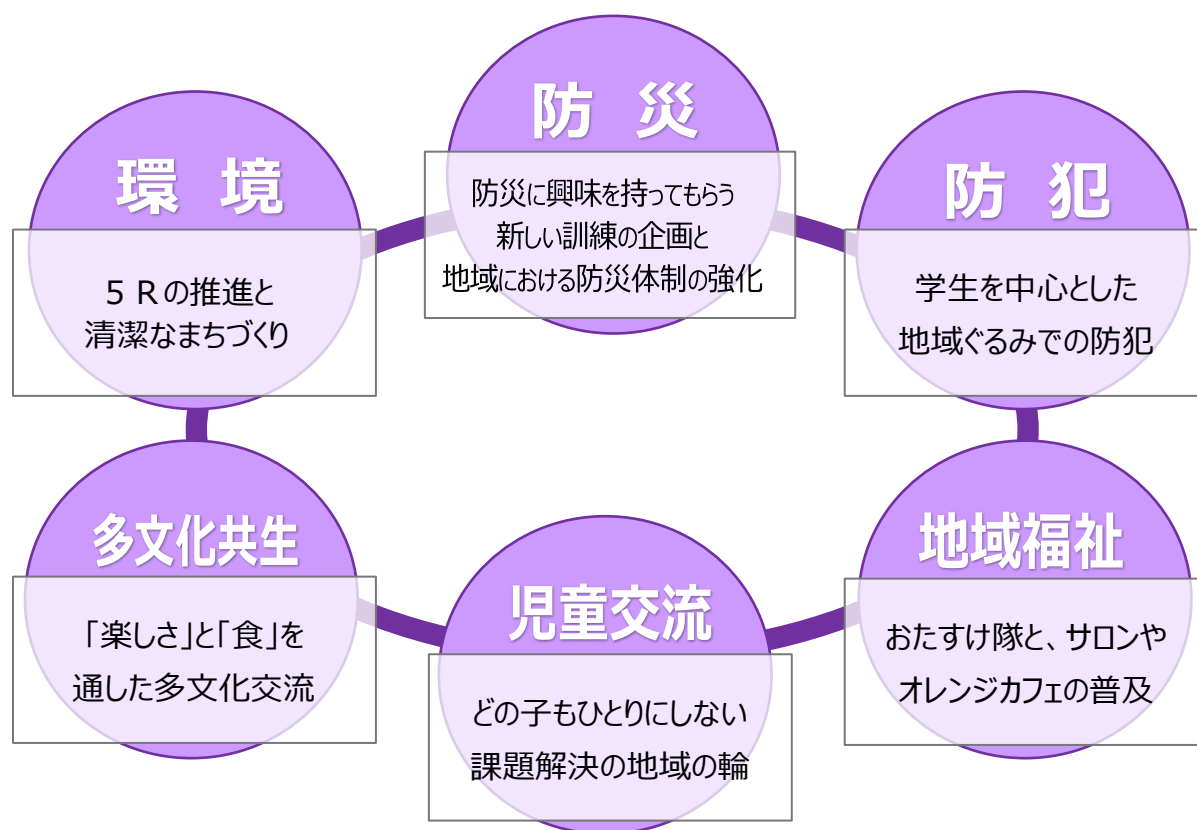 防 災
防災に興味を持ってもらう
新しい訓練の企画と
地域における防災体制の強化
防 犯
学生を中心とした
地域ぐるみでの防犯
地域福祉
おたすけ隊と、サロンや
オレンジカフェの普及
児童交流
どの子もひとりにしない
課題解決の地域の輪
多文化共生
「楽しさ」と「食」を
通した多文化交流
環 境
５Ｒの推進と
清潔なまちづくり